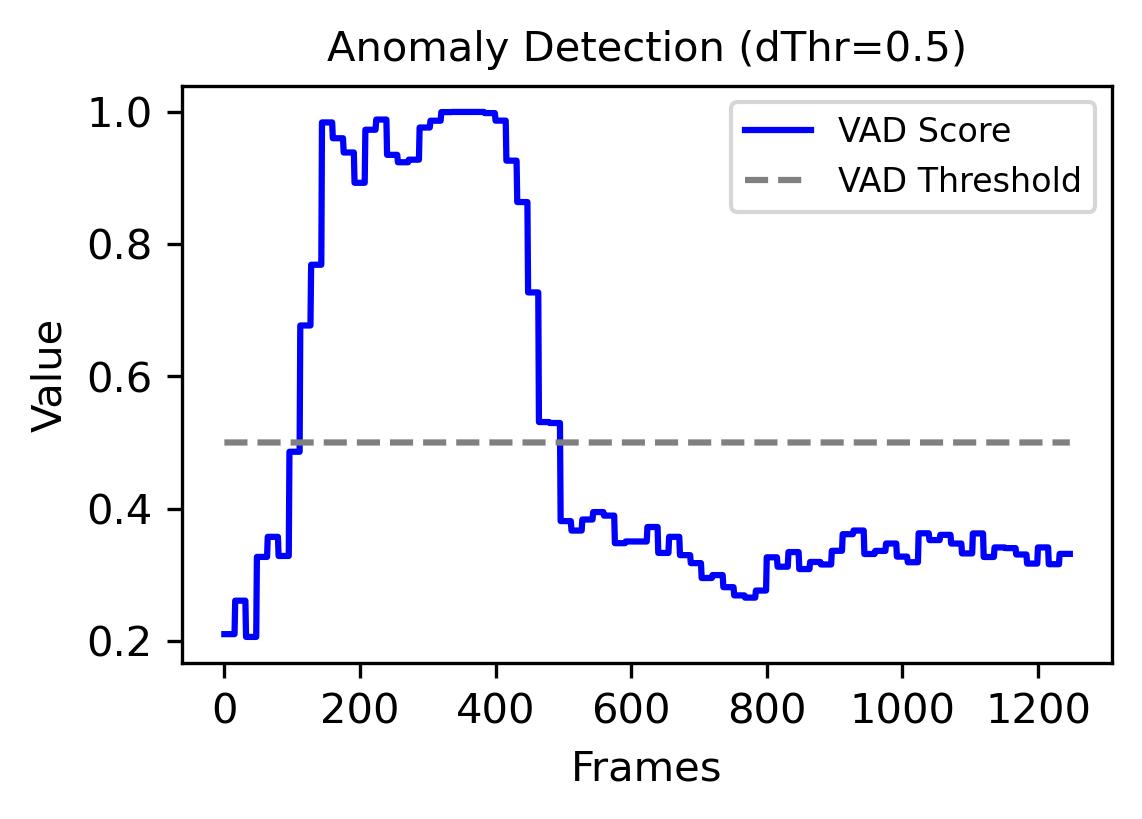 Anomaly Detection (dThr=0.5)
VAD Score
VAD Threshold
Value
1.0
0.8
0.6
0.4
0.2
0 200 400 600 800 1000 1200
Frames